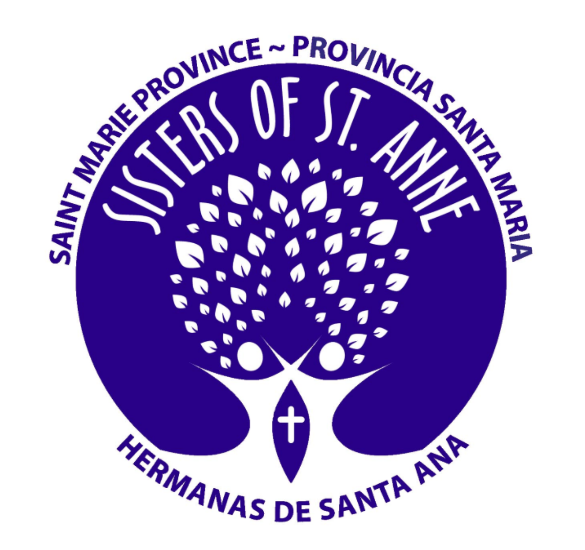 SAINT MARIE PROVINCE ~ PROVINCIA SANTA MARIA
SISTERS OF ST. ANNE
HERMANAS DE SANTA ANA